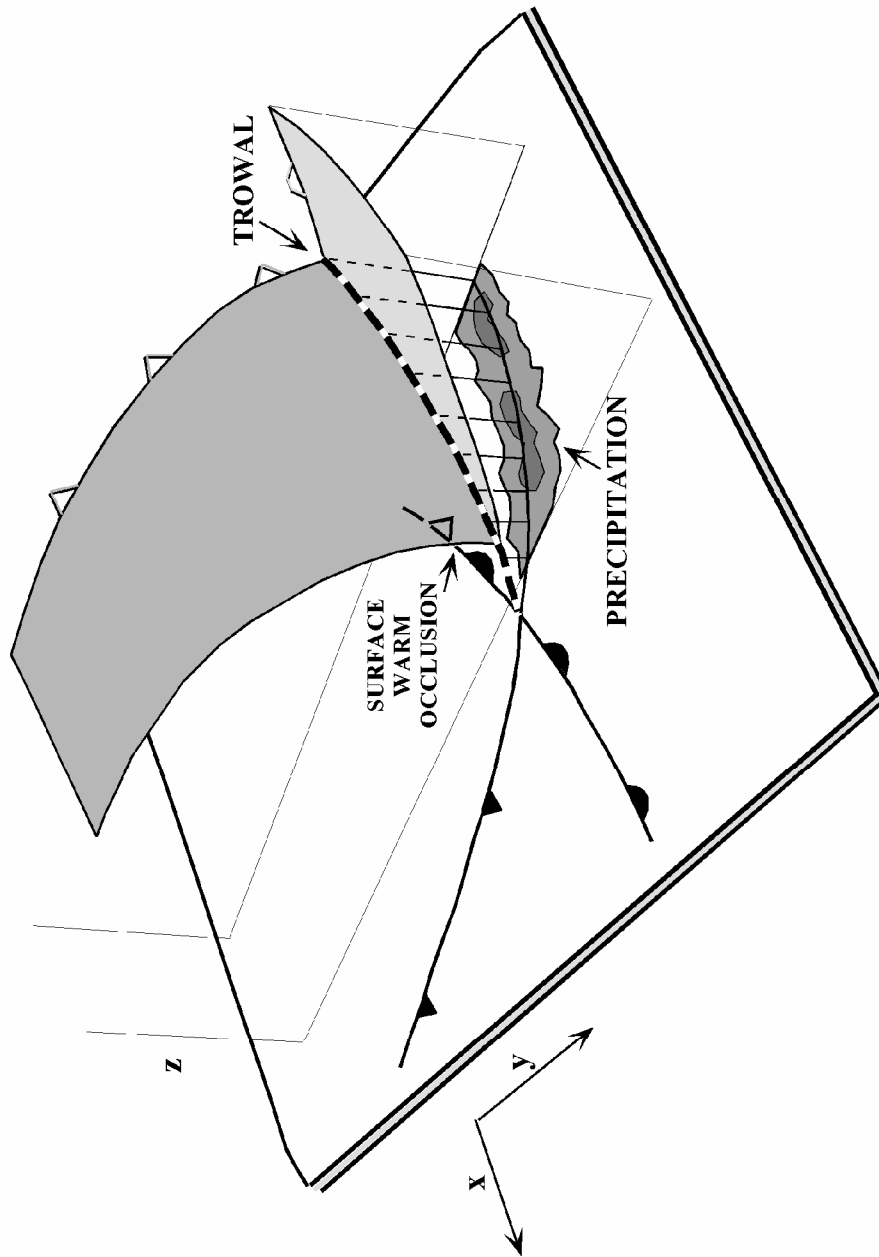 TROWAL
SURFACE
WARM
OCCLUSION
PRECIPITATION
z
y
x